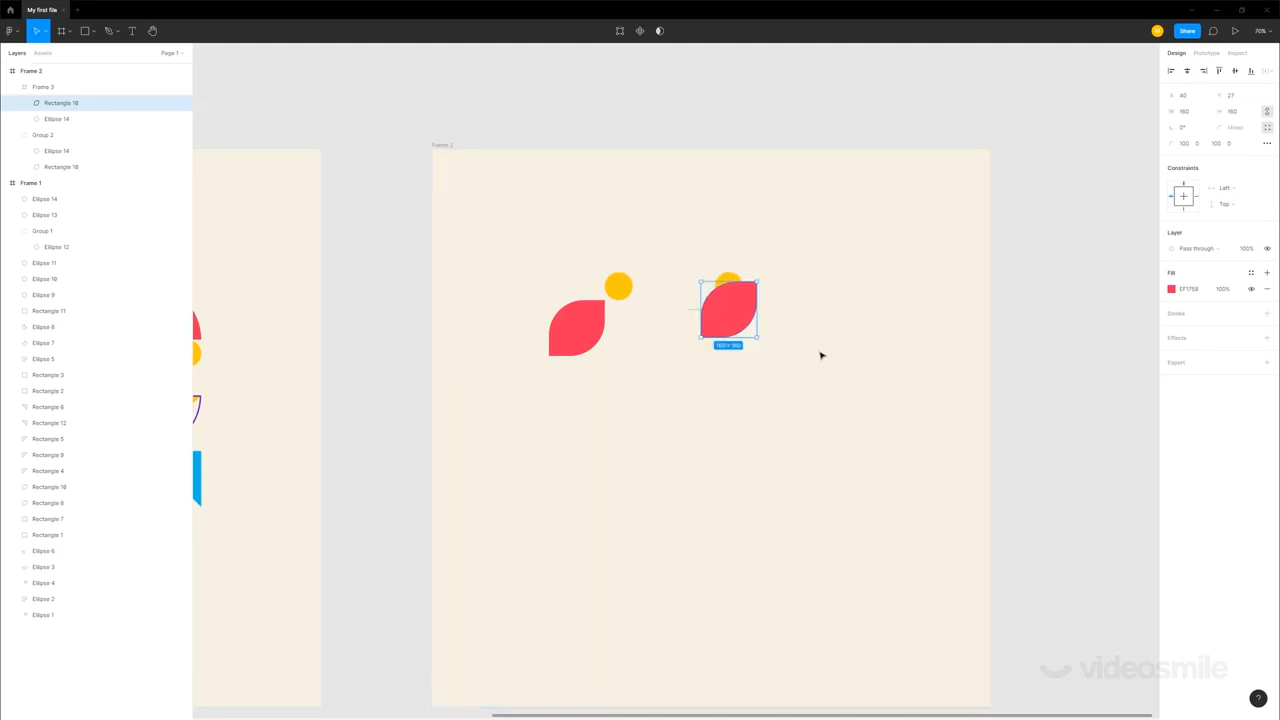 My first file
Share
70%
Layers
Assets
Page 1
Frame 2
Frame 3
Rectangle 10
Ellipse 14
Group 2
Ellipse 14
Rectangle 10
Frame 1
Ellipse 14
Ellipse 13
Group 1
Ellipse 12
Ellipse 11
Ellipse 10
Ellipse 9
Rectangle 11
Ellipse 8
Ellipse 7
Ellipse 5
Rectangle 3
Rectangle 2
Rectangle 6
Rectangle 12
Rectangle 5
Rectangle 9
Rectangle 4
Rectangle 10
Rectangle 8
Rectangle 7
Rectangle 1
Ellipse 6
Ellipse 3
Ellipse 4
Ellipse 2
Ellipse 1
Frame 2
160 × 160
Design
Prototype
Inspect
X 40 Y 27
W 160 H 160
0° Mixed
100 0 100 0
Constraints
Left
Top
Layer
Pass through 100%
Fill
EF1758 100%
Stroke
Effects
Export
videosmile
?